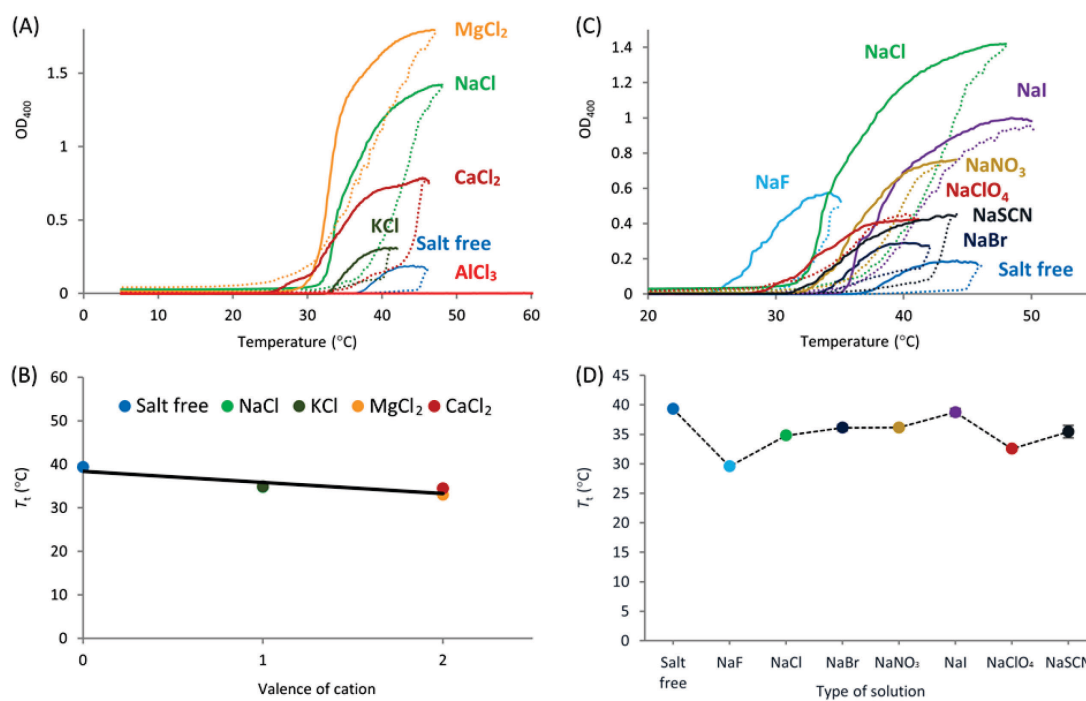 (A)
MgCl₂
NaCl
CaCl₂
KCl
Salt free
AlCl₃
OD₄₀₀
1.5
1
0.5
0
0 10 20 30 40 50 60
Temperature (°C)
(C)
NaCl
NaI
NaNO₃
NaF
NaClO₄
NaSCN
NaBr
Salt free
OD₄₀₀
1.4
1.2
1
0.8
0.6
0.4
0.2
0
20 30 40 50
Temperature (°C)
(B)
Salt free NaCl KCl MgCl₂ CaCl₂
Tt (°C)
60
50
40
30
20
10
0
0 1 2
Valence of cation
(D)
Tt (°C)
45
40
35
30
25
20
15
10
5
0
Salt free NaF NaCl NaBr NaNO₃ NaI NaClO₄ NaSCN
Type of solution